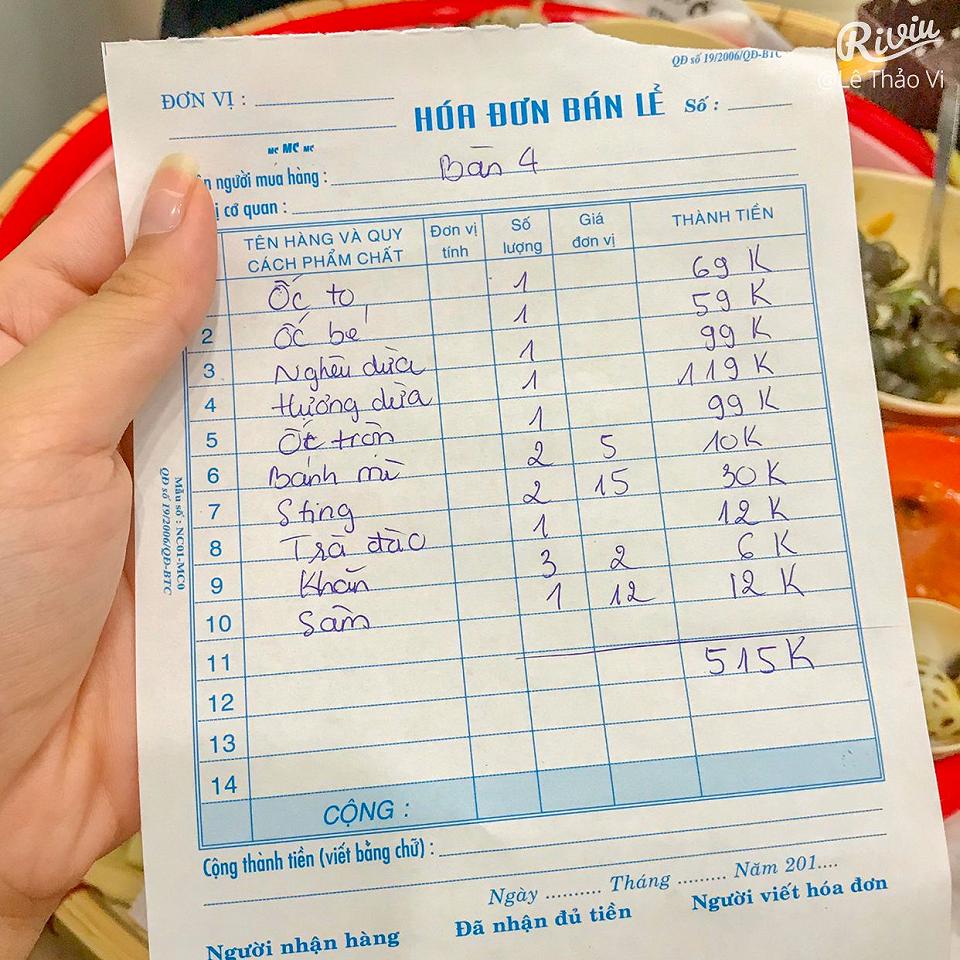 Riviu
@Lê Thảo Vi
QĐ số 19/2006/QĐ-BTC
ĐƠN VỊ :
HÓA ĐƠN BÁN LẺ Số :
MC MC MC
người mua hàng : Bàn 4
cơ quan :
TÊN HÀNG VÀ QUY CÁCH PHẨM CHẤT Đơn vị tính Số lượng Giá đơn vị THÀNH TIỀN
Ốc to 1 69 K
2 Ốc bé 1 59 K
3 Nghêu dừa 1 99 K
4 Hương dừa 1 119 K
5 Ốc trộn 1 99 K
6 Bánh mì 2 5 10K
7 Sting 2 15 30K
8 Trà đào 1 12 K
9 Khăn 3 2 6 K
10 Sâm 1 12 12 K
11 515 K
12
13
14
CỘNG :
Mẫu số : NC01-MC0
QĐ số 19/2006/QĐ-BTC
Cộng thành tiền (viết bằng chữ) :
Ngày .......... Tháng ......... Năm 201....
Người nhận hàng Đã nhận đủ tiền Người viết hóa đơn